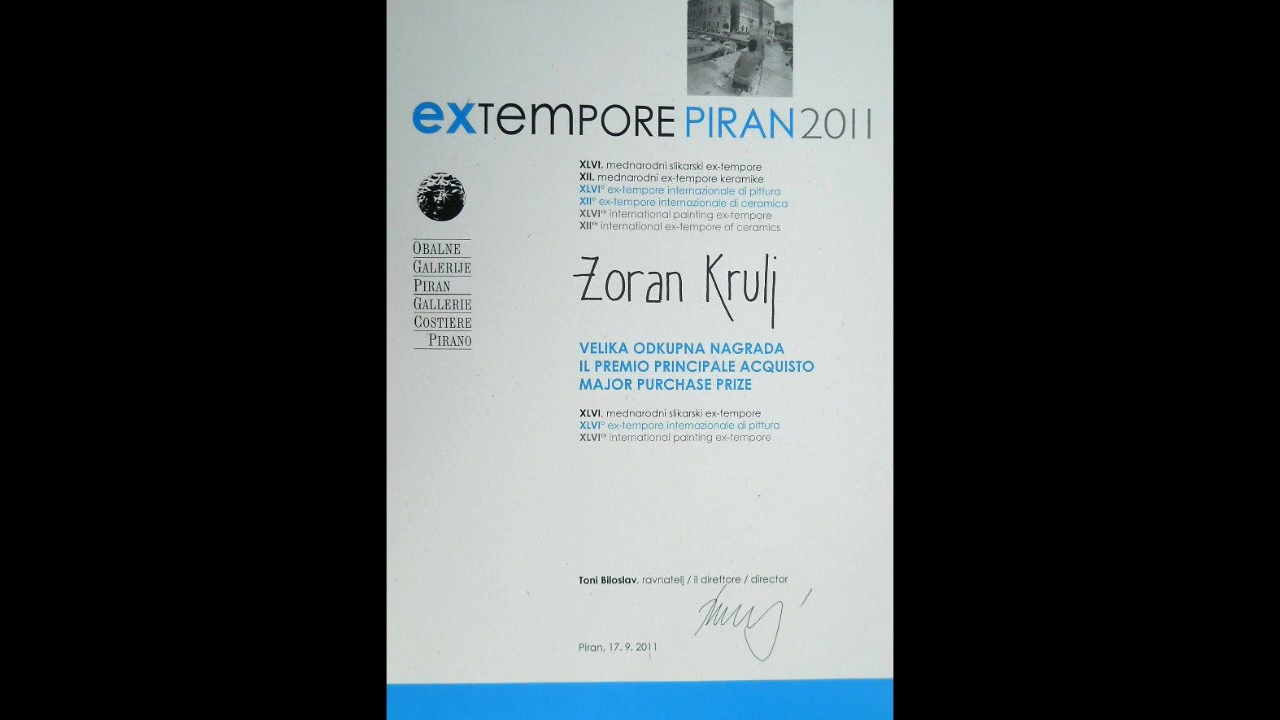 exTemPORE PIRAN 2011
XLVI. mednarodni slikarski ex-tempore
XII. mednarodni ex-tempore keramike
XLVI° ex-tempore internazionale di pittura
XII° ex-tempore internazionale di ceramica
XLVIth international painting ex-tempore
XIIth international ex-tempore of ceramics
OBALNE
GALERIJE
PIRAN
GALLERIE
COSTIERE
PIRANO
Zoran Krulj
VELIKA ODKUPNA NAGRADA
IL PREMIO PRINCIPALE ACQUISTO
MAJOR PURCHASE PRIZE
XLVI. mednarodni slikarski ex-tempore
XLVI° ex-tempore internazionale di pittura
XLVIth international painting ex-tempore
Toni Biloslav, ravnatelj / il direttore / director
Piran, 17. 9. 2011